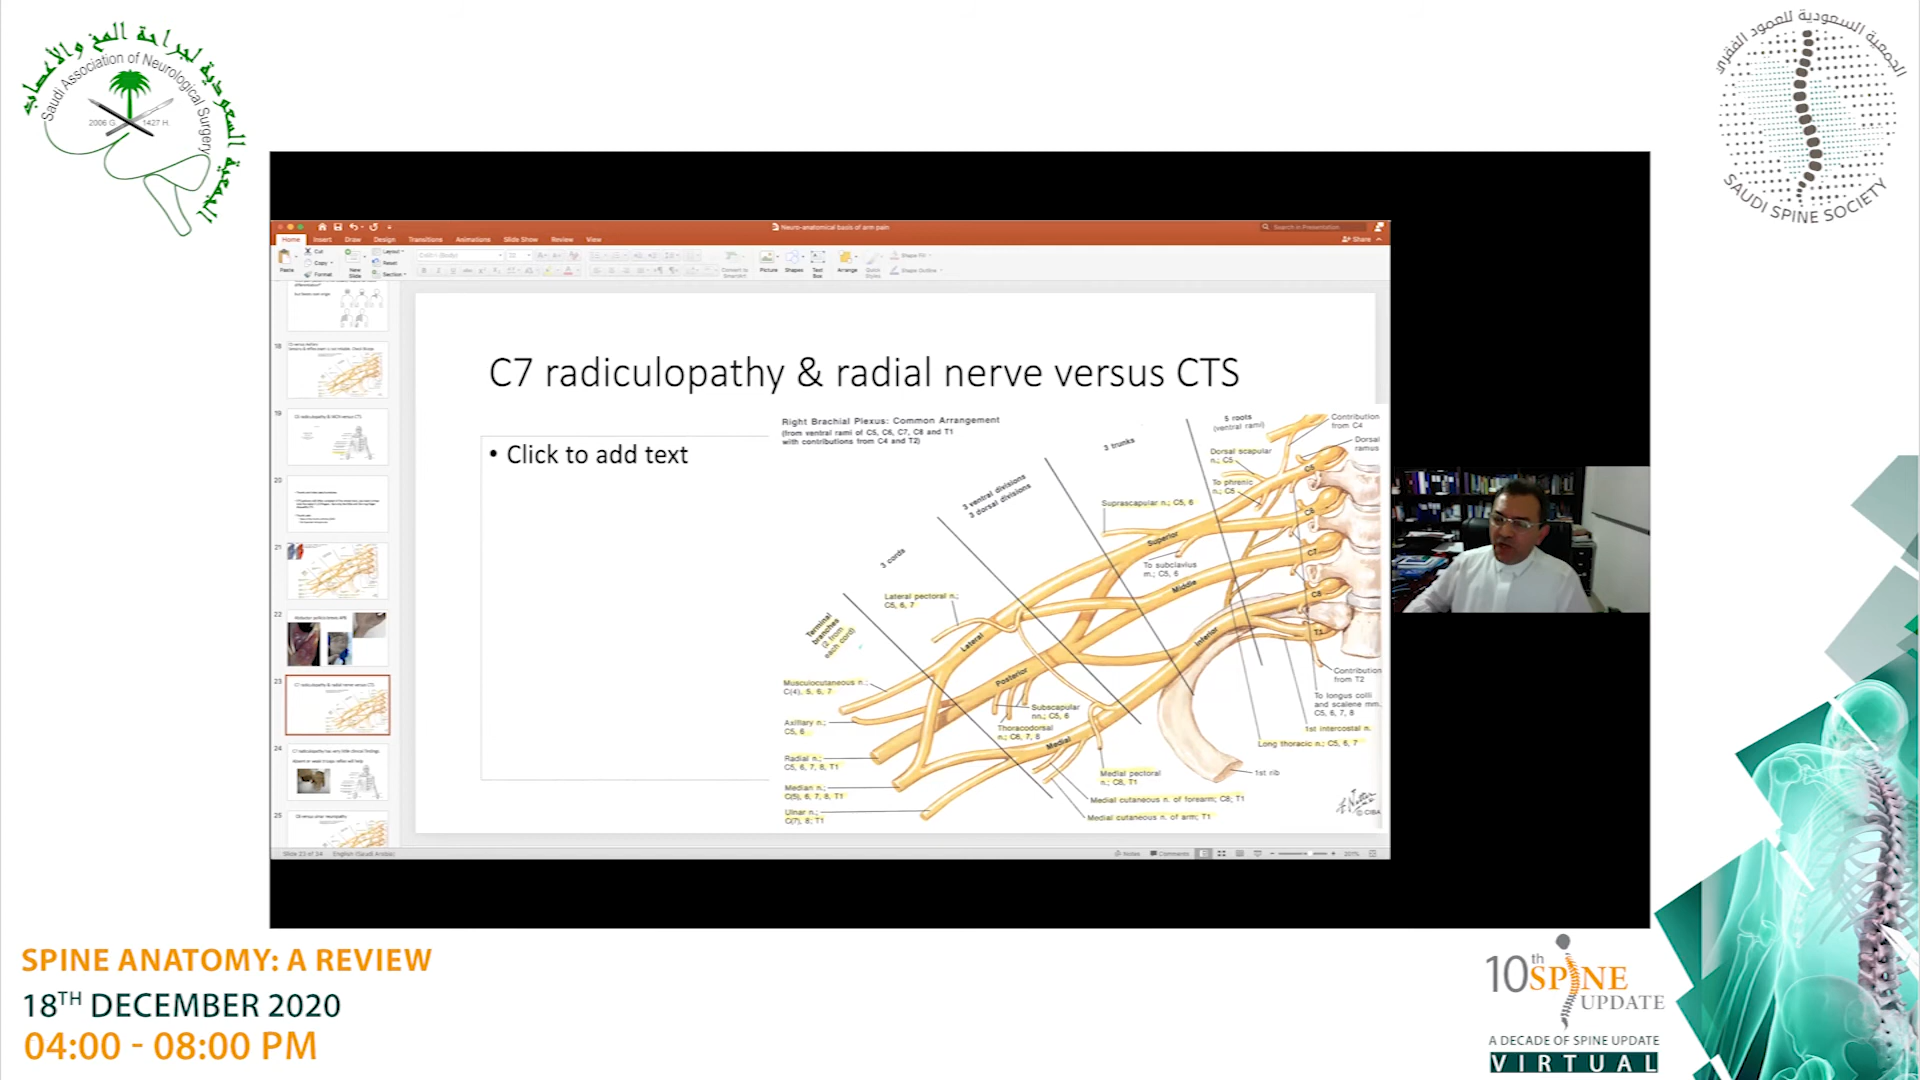 الجمعية السعودية لجراحة المخ والأعصاب
Saudi Association of Neurological Surgery
2006 G. 1427 H.
الجمعية السعودية للعمود الفقري
SAUDI SPINE SOCIETY
Neuro-anatomical basis of arm pain
Search in Presentation
Home Insert Draw Design Transitions Animations Slide Show Review View
Share
Paste
Cut
Copy
Format
New Slide
Layout
Reset
Section
Convert to SmartArt
Picture
Shapes
Text Box
Arrange
Quick Styles
Shape Fill
Shape Outline
18
19
20
21
22
23
24
25
C7 radiculopathy & radial nerve versus CTS
• Click to add text
Right Brachial Plexus: Common Arrangement
(from ventral rami of C5, C6, C7, C8 and T1
with contributions from C4 and T2)
5 roots
(ventral rami)
3 trunks
3 ventral divisions
3 dorsal divisions
3 cords
Terminal
branches
(2 from
each cord)
Contribution
from C4
Dorsal
ramus
Dorsal scapular
n.; C5
To phrenic
n.; C5
Suprascapular n.; C5, 6
To subclavius
m.; C5, 6
Lateral pectoral n.;
C5, 6, 7
C5
C6
C7
C8
T1
Superior
Middle
Inferior
Lateral
Posterior
Medial
Musculocutaneous n.;
C(4), 5, 6, 7
Axillary n.;
C5, 6
Radial n.;
C5, 6, 7, 8, T1
Median n.;
C(5), 6, 7, 8, T1
Ulnar n.;
C(7), 8; T1
Subscapular
nn.; C5, 6
Thoracodorsal
n.; C6, 7, 8
Medial pectoral
n.; C8, T1
Medial cutaneous n. of forearm; C8; T1
Medial cutaneous n. of arm; T1
Contribution
from T2
To longus colli
and scalene mm.
C5, 6, 7, 8
1st intercostal n.
Long thoracic n.; C5, 6, 7
1st rib
© CIBA
Slide 23 of 34 English (Saudi Arabia)
Notes Comments
SPINE ANATOMY: A REVIEW
18TH DECEMBER 2020
04:00 - 08:00 PM
10th SPINE
UPDATE
A DECADE OF SPINE UPDATE
VIRTUAL